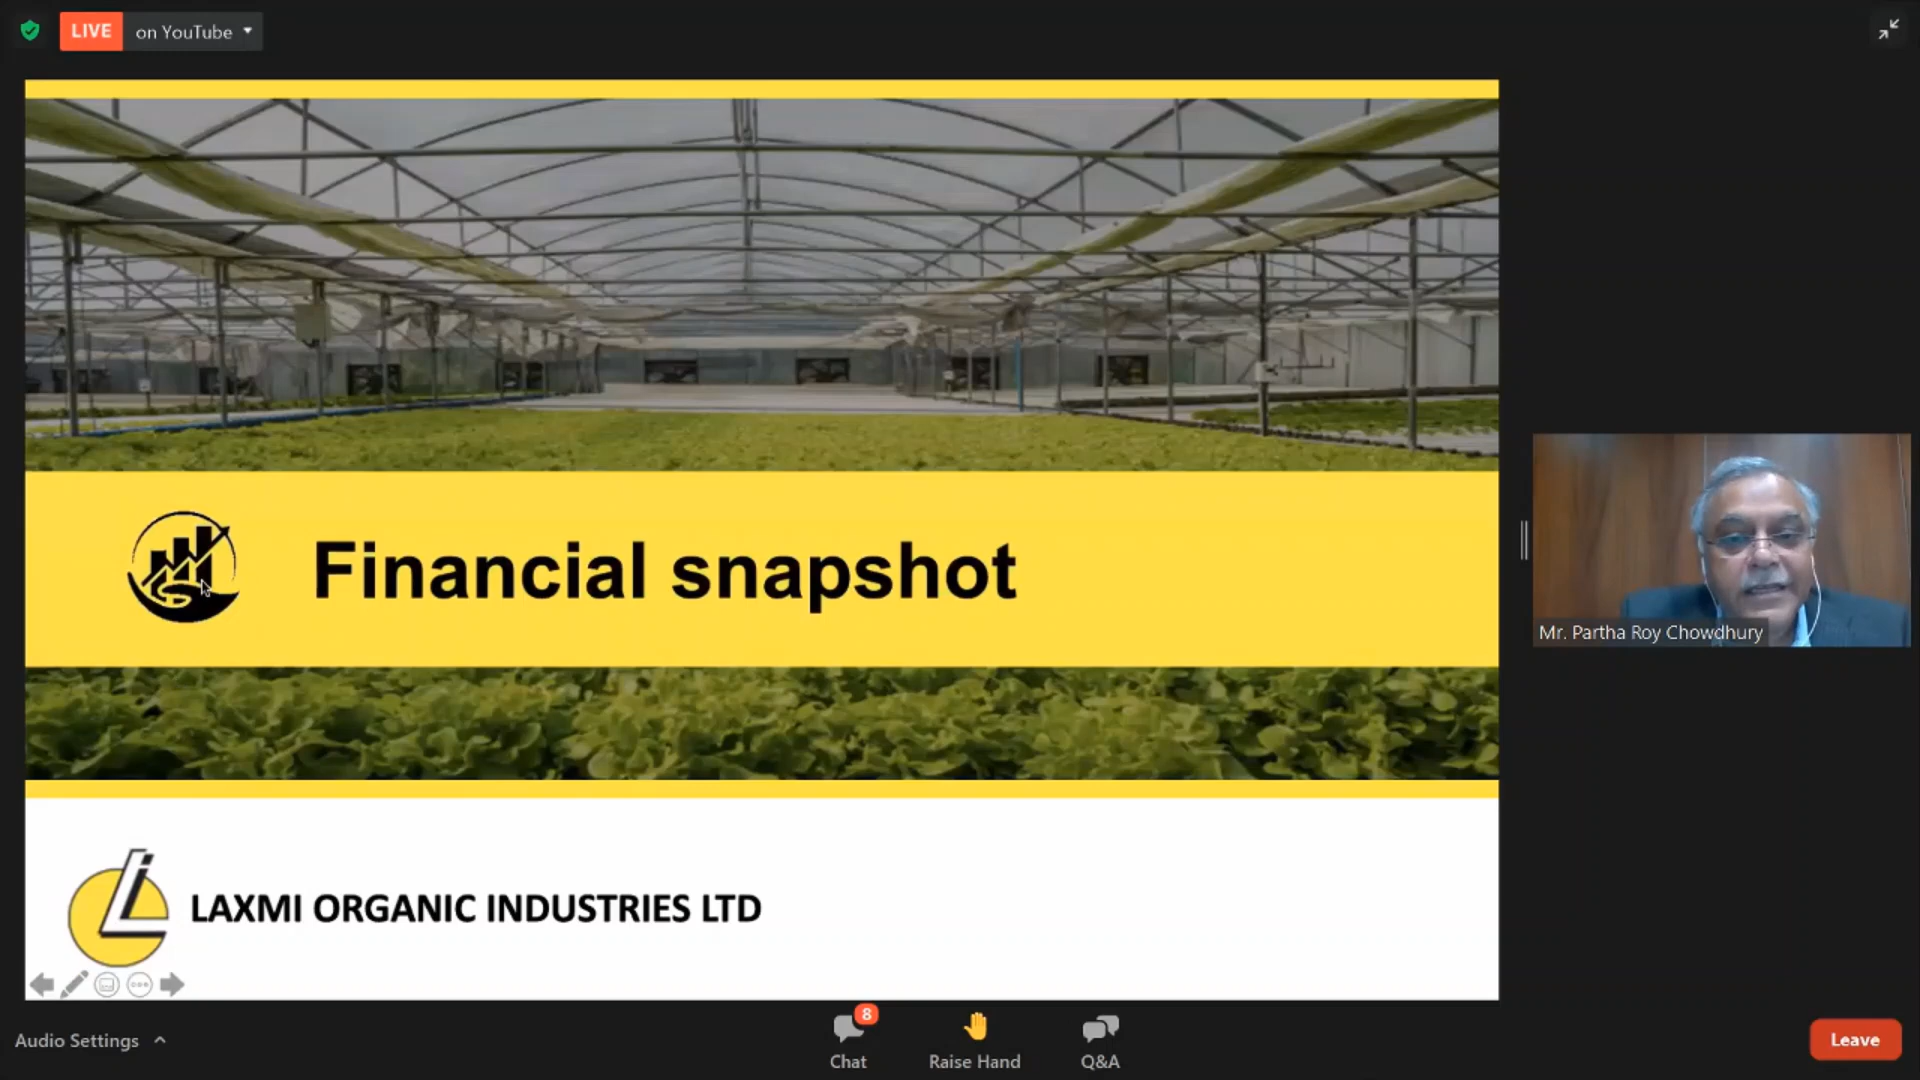 LIVE on YouTube
Financial snapshot
Mr. Partha Roy Chowdhury
LAXMI ORGANIC INDUSTRIES LTD
Audio Settings
8
Chat
Raise Hand
Q&A
Leave